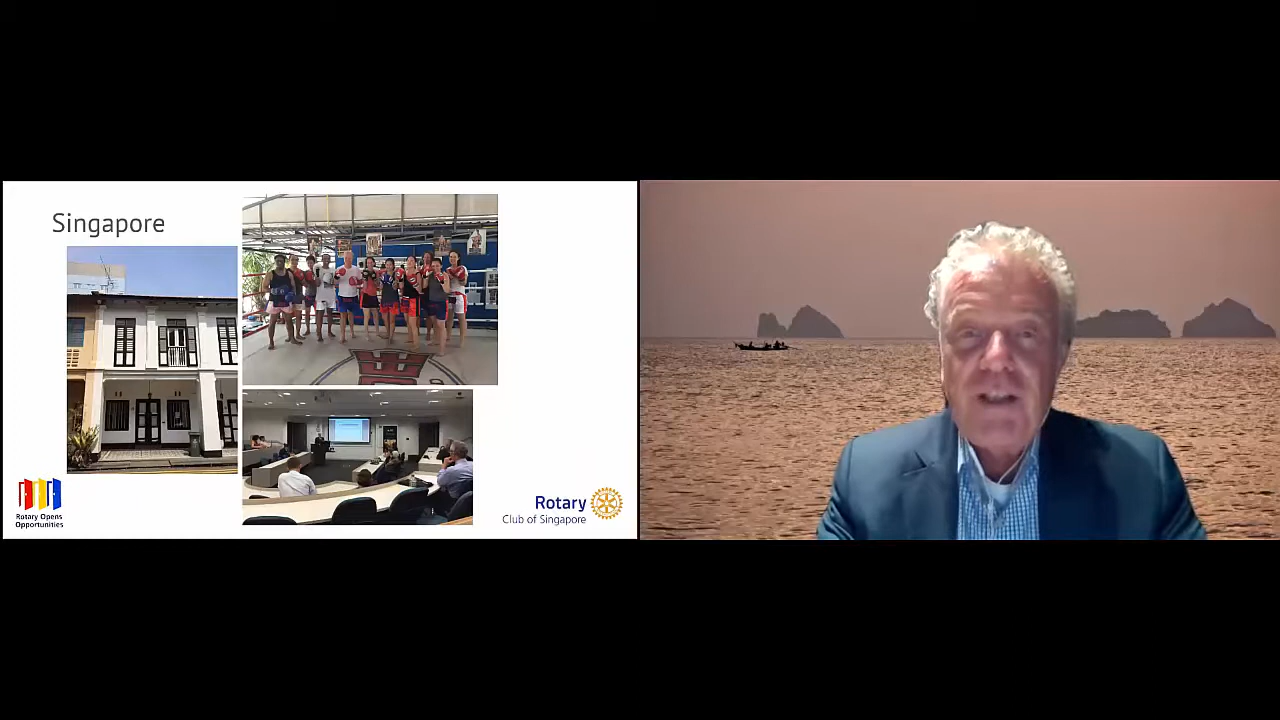 Singapore
Rotary Opens
Opportunities
Rotary
Club of Singapore